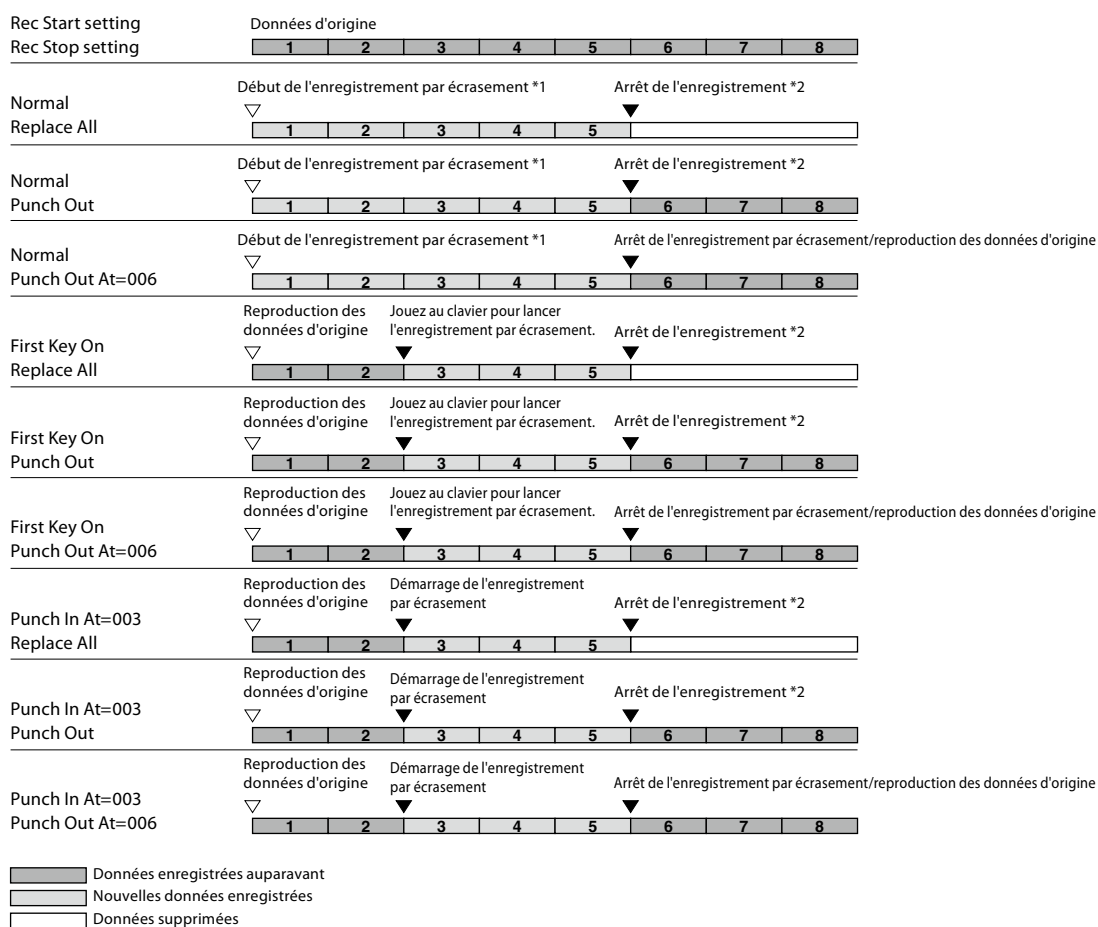 Rec Start setting
Données d'origine
Rec Stop setting
1 2 3 4 5 6 7 8
Début de l'enregistrement par écrasement *1
Arrêt de l'enregistrement *2
Normal
Replace All
1 2 3 4 5
Début de l'enregistrement par écrasement *1
Arrêt de l'enregistrement *2
Normal
Punch Out
1 2 3 4 5 6 7 8
Début de l'enregistrement par écrasement *1
Arrêt de l'enregistrement par écrasement/reproduction des données d'origine
Normal
Punch Out At=006
1 2 3 4 5 6 7 8
Reproduction des
données d'origine
Jouez au clavier pour lancer
l'enregistrement par écrasement.
Arrêt de l'enregistrement *2
First Key On
Replace All
1 2 3 4 5
Reproduction des
données d'origine
Jouez au clavier pour lancer
l'enregistrement par écrasement.
Arrêt de l'enregistrement *2
First Key On
Punch Out
1 2 3 4 5 6 7 8
Reproduction des
données d'origine
Jouez au clavier pour lancer
l'enregistrement par écrasement.
Arrêt de l'enregistrement par écrasement/reproduction des données d'origine
First Key On
Punch Out At=006
1 2 3 4 5 6 7 8
Reproduction des
données d'origine
Démarrage de l'enregistrement
par écrasement
Arrêt de l'enregistrement *2
Punch In At=003
Replace All
1 2 3 4 5
Reproduction des
données d'origine
Démarrage de l'enregistrement
par écrasement
Arrêt de l'enregistrement *2
Punch In At=003
Punch Out
1 2 3 4 5 6 7 8
Reproduction des
données d'origine
Démarrage de l'enregistrement
par écrasement
Arrêt de l'enregistrement par écrasement/reproduction des données d'origine
Punch In At=003
Punch Out At=006
1 2 3 4 5 6 7 8
Données enregistrées auparavant
Nouvelles données enregistrées
Données supprimées